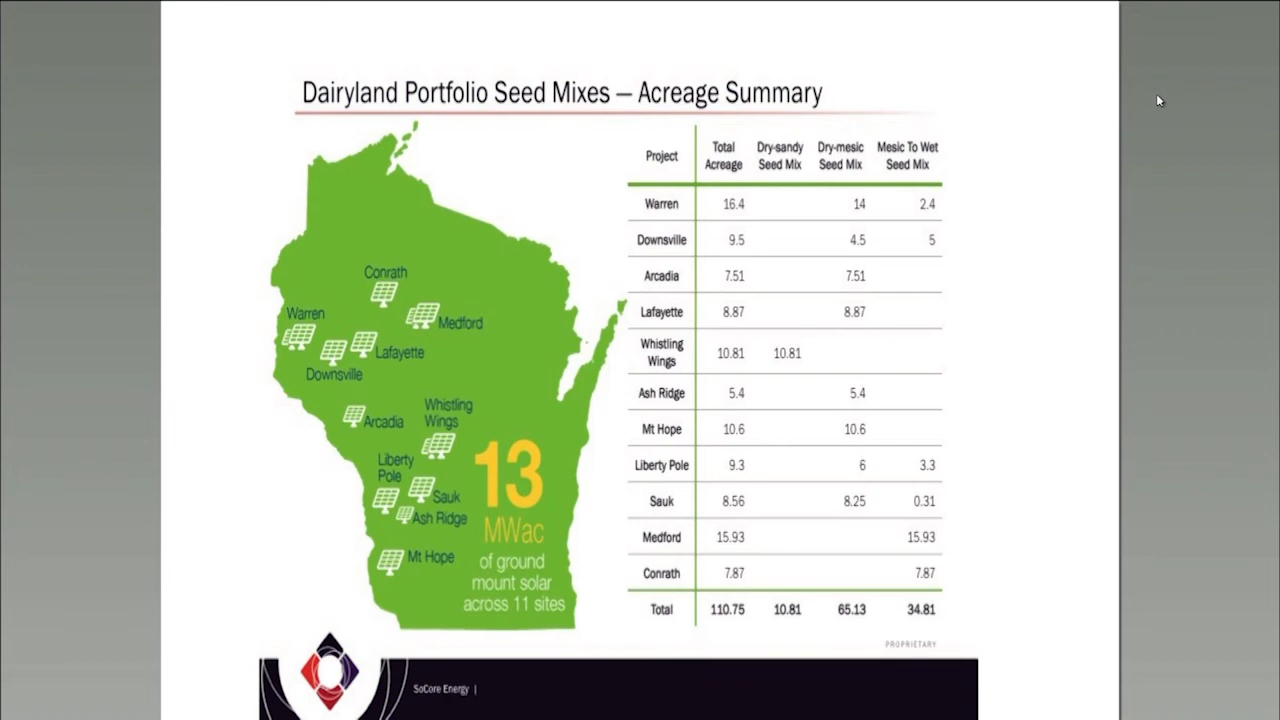 Dairyland Portfolio Seed Mixes — Acreage Summary
Project Total Acreage Dry-sandy Seed Mix Dry-mesic Seed Mix Mesic To Wet Seed Mix
Warren 16.4 14 2.4
Downsville 9.5 4.5 5
Arcadia 7.51 7.51
Lafayette 8.87 8.87
Whistling Wings 10.81 10.81
Ash Ridge 5.4 5.4
Mt Hope 10.6 10.6
Liberty Pole 9.3 6 3.3
Sauk 8.56 8.25 0.31
Medford 15.93 15.93
Conrath 7.87 7.87
Total 110.75 10.81 65.13 34.81
Conrath
Warren
Medford
Lafayette
Downsville
Whistling
Wings
Arcadia
Liberty
Pole
Sauk
Ash Ridge
Mt Hope
13
MWac
of ground
mount solar
across 11 sites
PROPRIETARY
SoCore Energy |